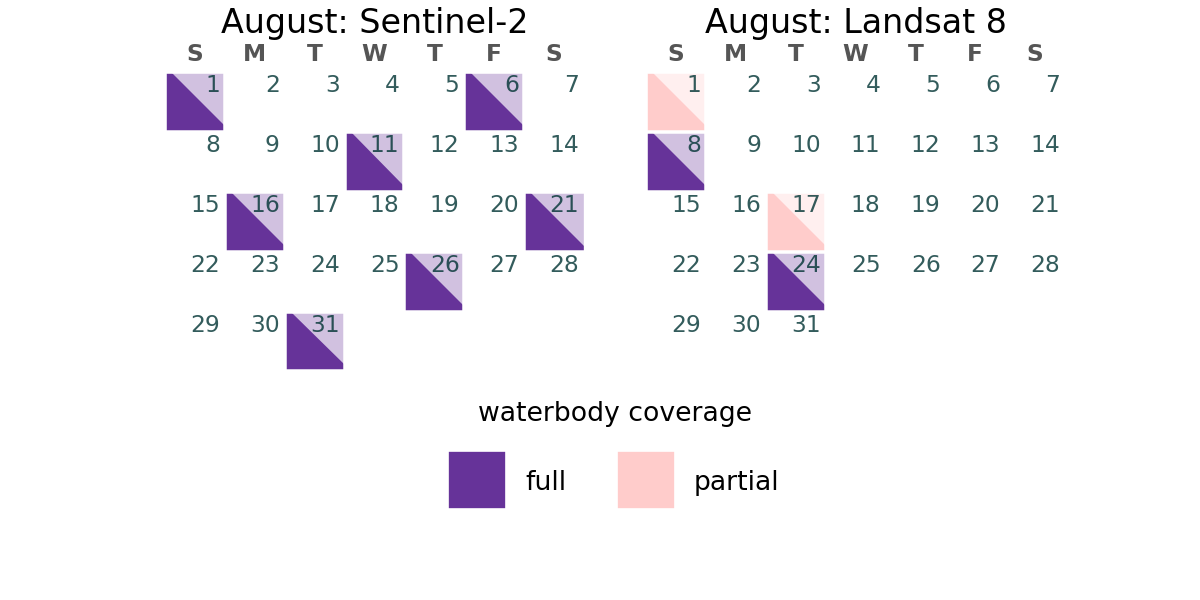 August: Sentinel-2
S M T W T F S
1 2 3 4 5 6 7
8 9 10 11 12 13 14
15 16 17 18 19 20 21
22 23 24 25 26 27 28
29 30 31
August: Landsat 8
S M T W T F S
1 2 3 4 5 6 7
8 9 10 11 12 13 14
15 16 17 18 19 20 21
22 23 24 25 26 27 28
29 30 31
waterbody coverage
full
partial